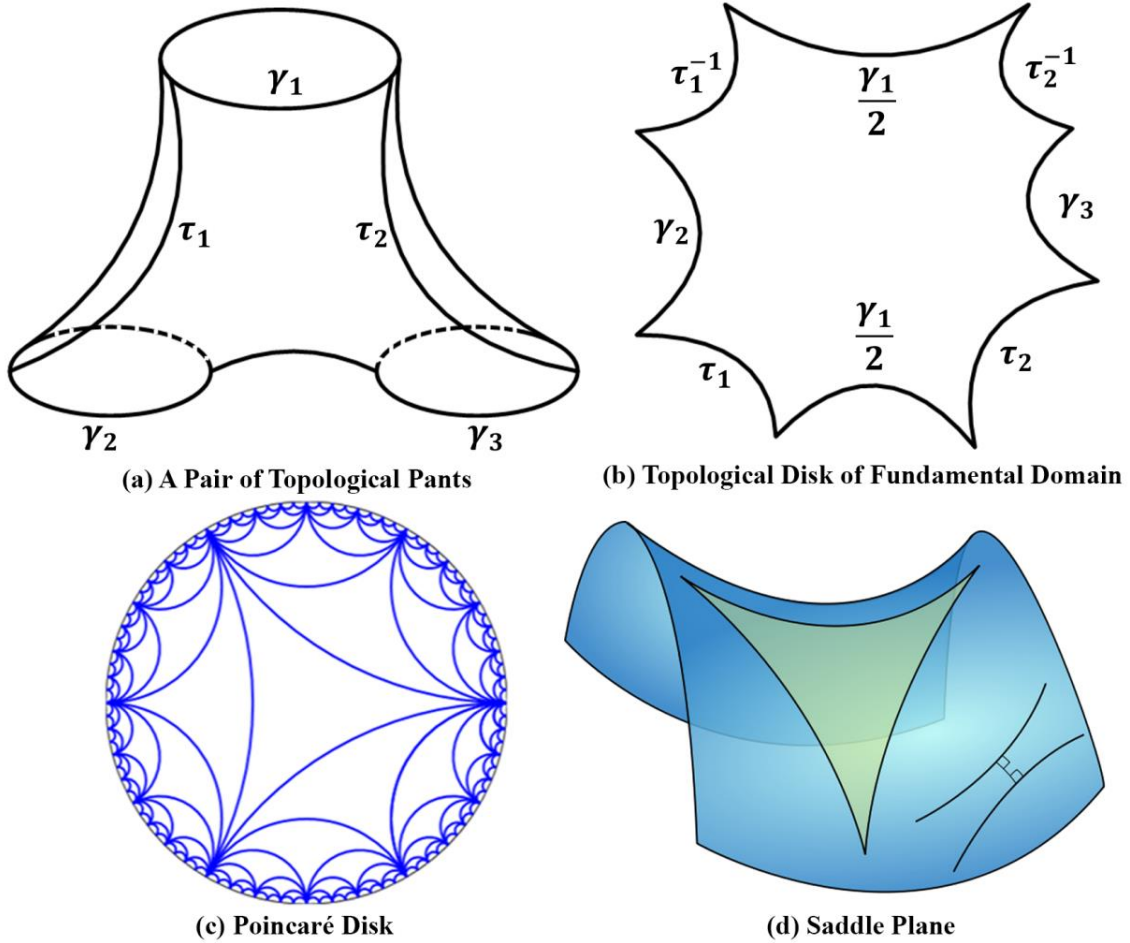 γ₁
τ₁
τ₂
γ₂
γ₃
(a) A Pair of Topological Pants
τ₁⁻¹
γ₁/2
τ₂⁻¹
γ₂
γ₃
γ₁/2
τ₁
τ₂
(b) Topological Disk of Fundamental Domain
(c) Poincaré Disk
(d) Saddle Plane